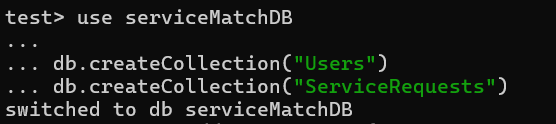 test> use serviceMatchDB
...
... db.createCollection("Users")
... db.createCollection("ServiceRequests")
switched to db serviceMatchDB